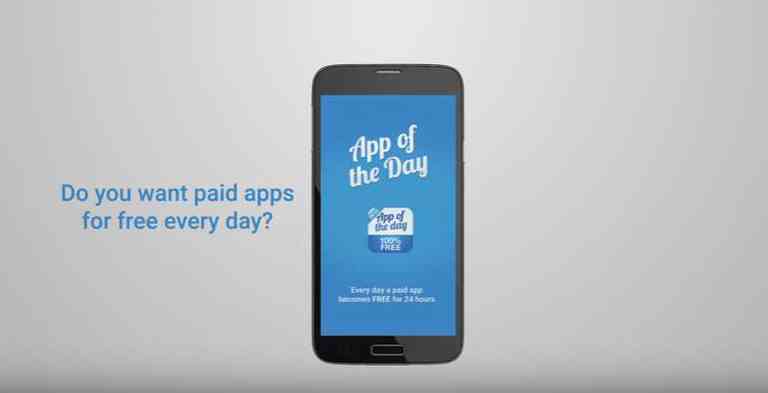 Do you want paid apps
for free every day?
App of
the Day
App of
the day
100%
FREE
Every day a paid app
becomes FREE for 24 hours